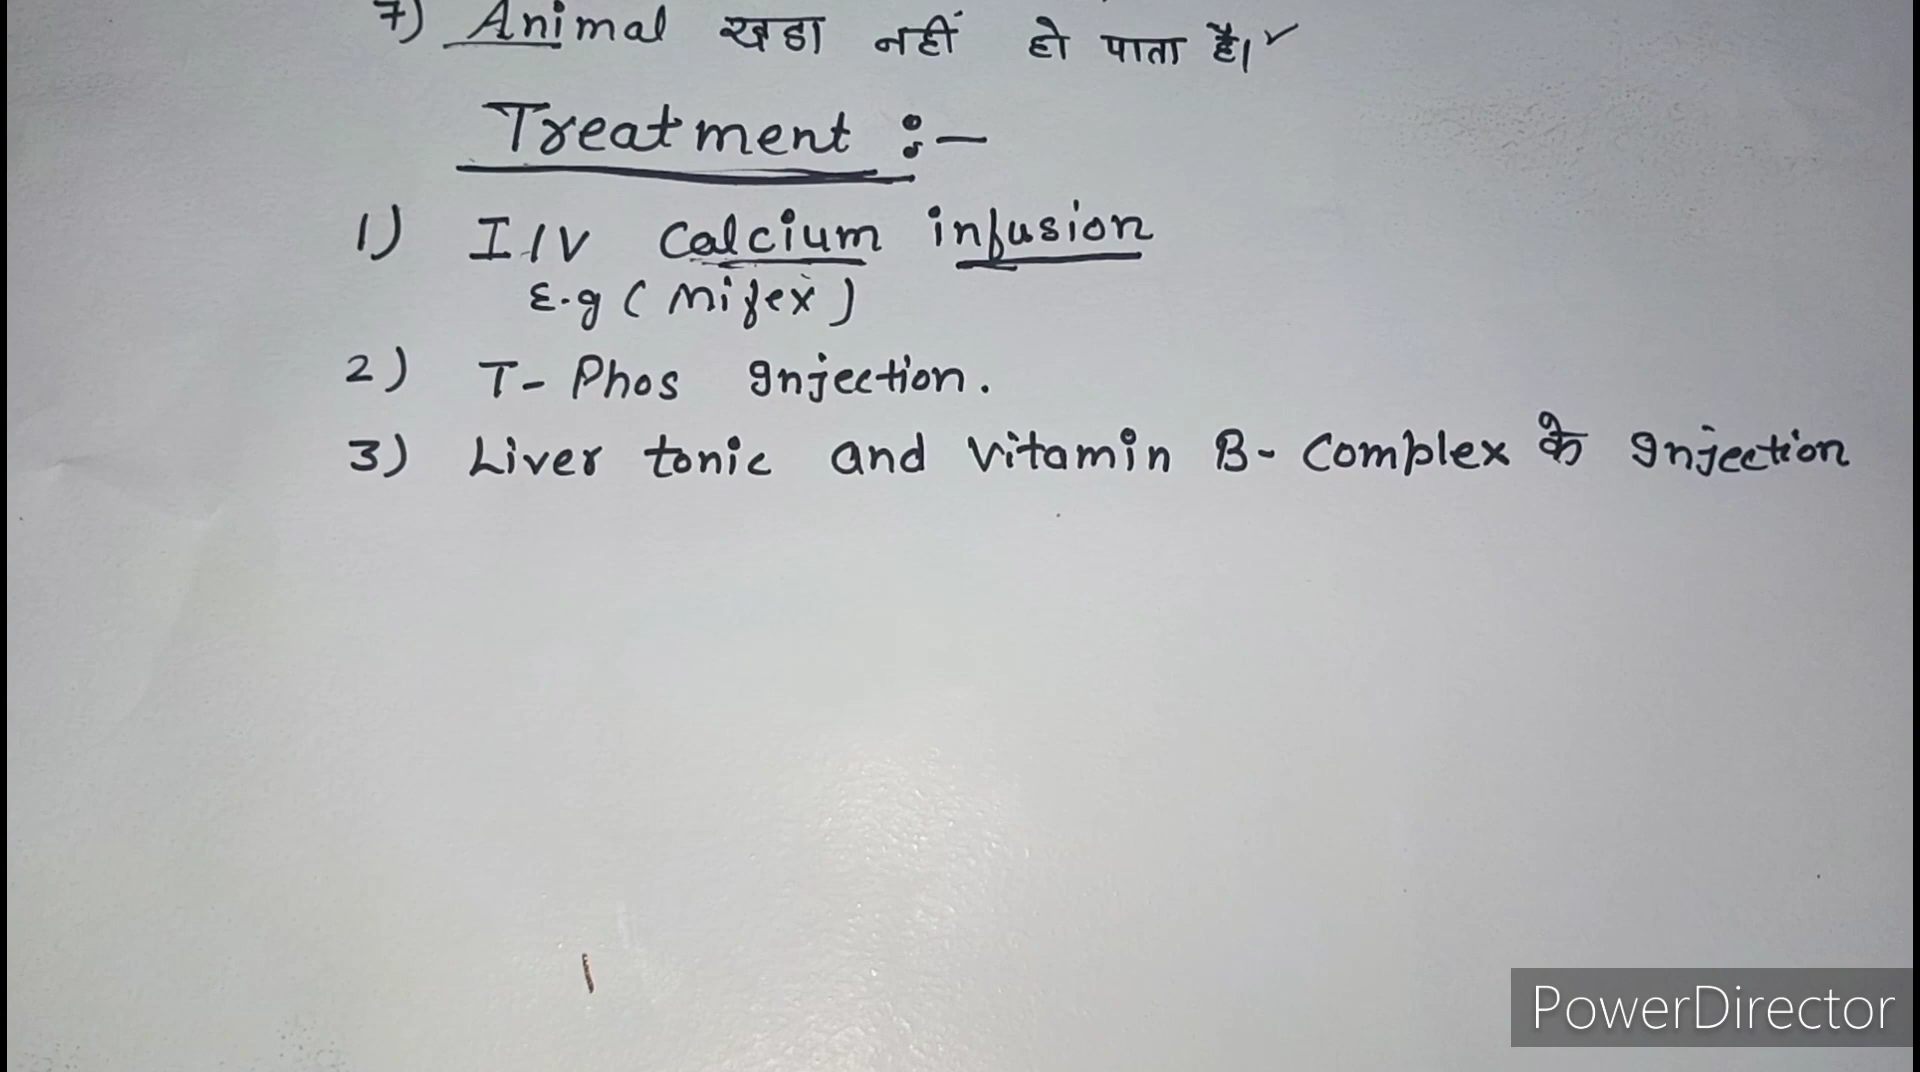 7) Animal खडा नहीं हो पाता है।
Treatment :-
1) I/V Calcium infusion
E.g (Mifex)
2) T-Phos Injection.
3) Liver tonic and Vitamin B-Complex के Injection
PowerDirector